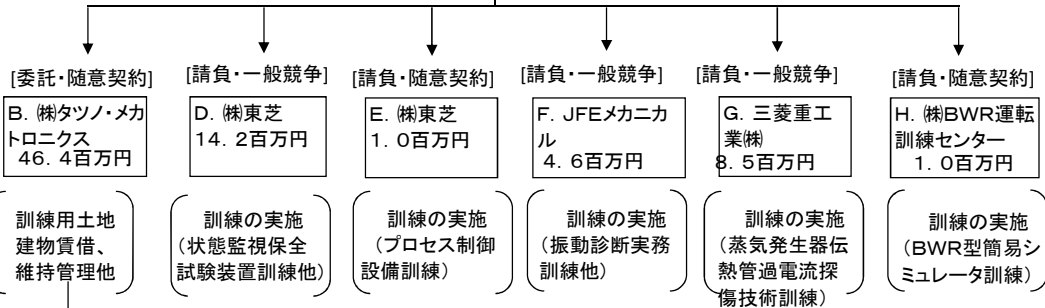 [委託・随意契約]
B. ㈱タツノ・メカ
トロニクス
46. 4百万円
訓練用土地
建物賃借、
維持管理他
[請負・一般競争]
D. ㈱東芝
14. 2百万円
訓練の実施
(状態監視保全
試験装置訓練他)
[請負・随意契約]
E. ㈱東芝
1. 0百万円
訓練の実施
(プロセス制御
設備訓練)
[請負・一般競争]
F. JFEメカニカ
ル
4. 6百万円
訓練の実施
(振動診断実務
訓練他)
[請負・一般競争]
G. 三菱重工
業㈱
8. 5百万円
訓練の実施
(蒸気発生器伝
熱管過電流探
傷技術訓練)
[請負・随意契約]
H. ㈱BWR運転
訓練センター
1. 0百万円
訓練の実施
(BWR型簡易シ
ミュレータ訓練)